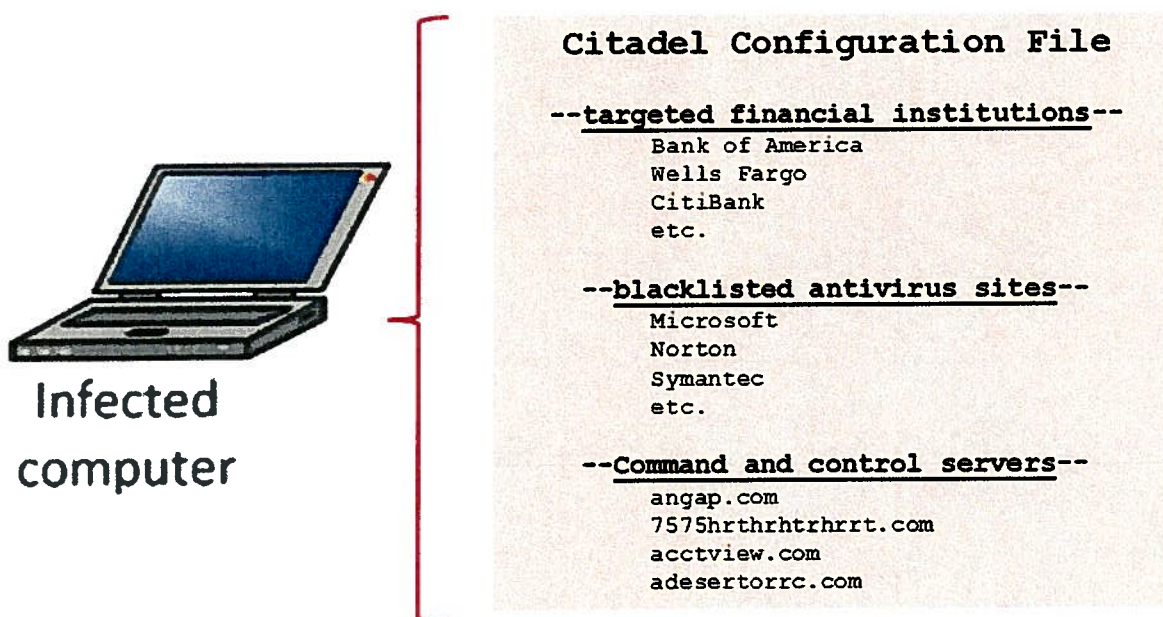 Infected
computer
Citadel Configuration File
--targeted financial institutions--
Bank of America
Wells Fargo
CitiBank
etc.
--blacklisted antivirus sites--
Microsoft
Norton
Symantec
etc.
--Command and control servers--
angap.com
7575hrthrhtrhrrt.com
acctview.com
adesertorrc.com